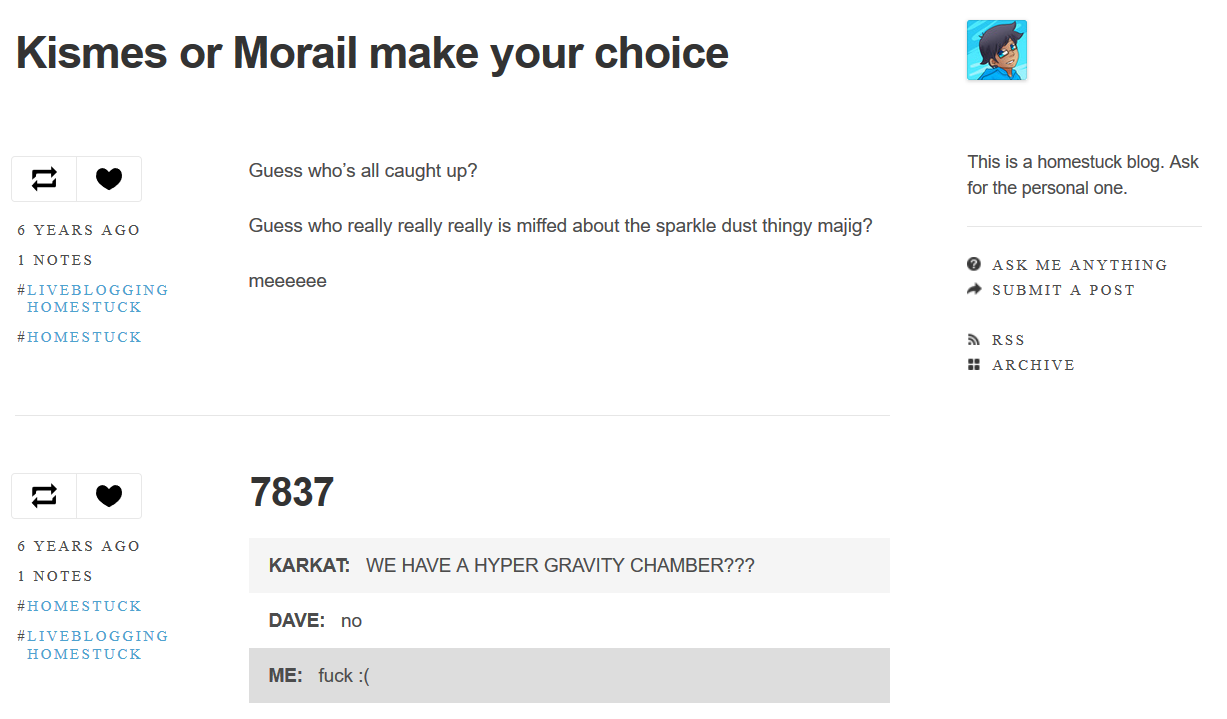 Kismes or Morail make your choice
This is a homestuck blog. Ask
for the personal one.
ASK ME ANYTHING
SUBMIT A POST
RSS
ARCHIVE
Guess who’s all caught up?
Guess who really really really is miffed about the sparkle dust thingy majig?
meeeeee
6 YEARS AGO
1 NOTES
#LIVEBLOGGING
HOMESTUCK
#HOMESTUCK
7837
KARKAT: WE HAVE A HYPER GRAVITY CHAMBER???
DAVE: no
ME: fuck :(
6 YEARS AGO
1 NOTES
#HOMESTUCK
#LIVEBLOGGING
HOMESTUCK